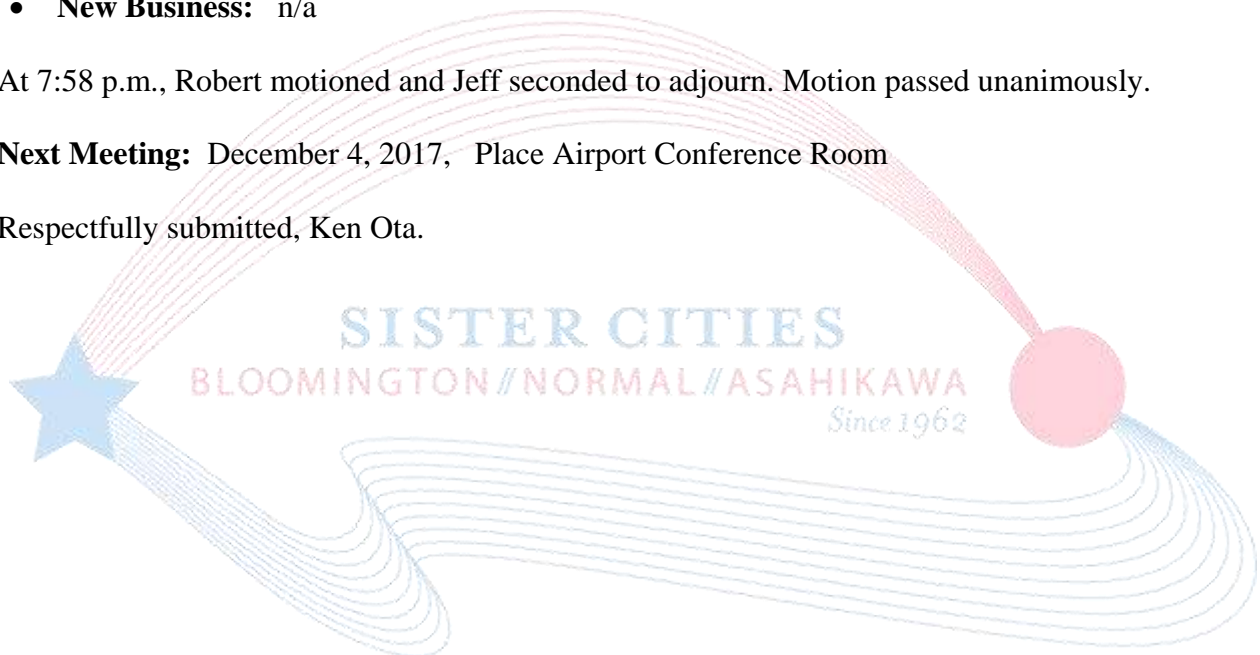 • New Business: n/a
At 7:58 p.m., Robert motioned and Jeff seconded to adjourn. Motion passed unanimously.
Next Meeting: December 4, 2017, Place Airport Conference Room
Respectfully submitted, Ken Ota.
SISTER CITIES
BLOOMINGTON//NORMAL//ASAHIKAWA
Since 1962